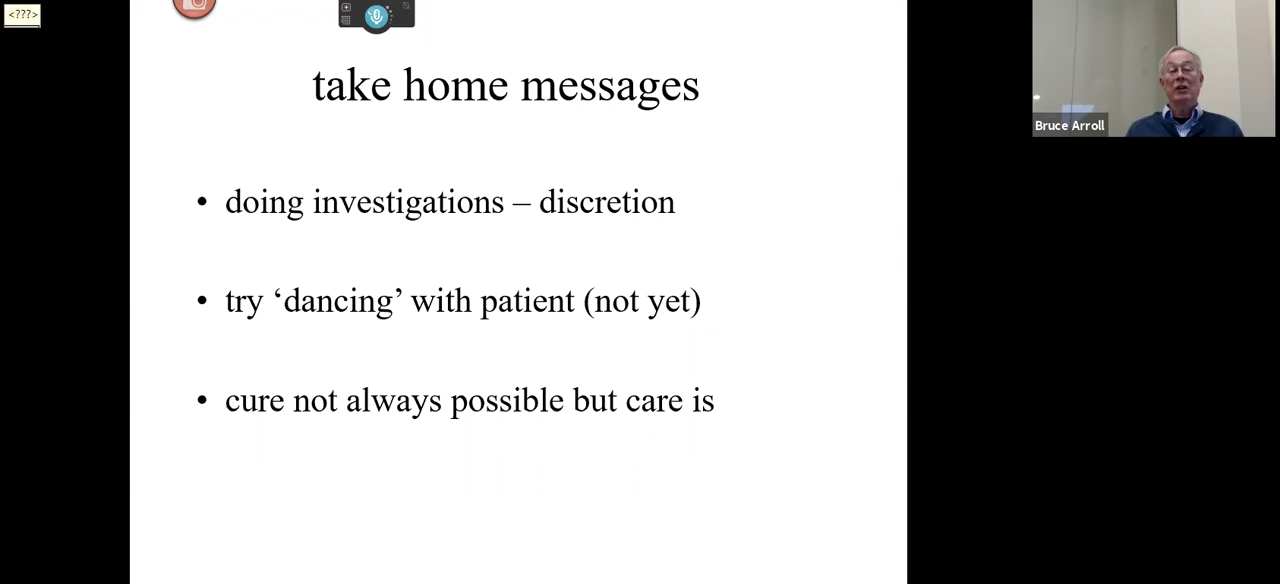 <???>
take home messages
• doing investigations – discretion
• try ‘dancing’ with patient (not yet)
• cure not always possible but care is
Bruce Arroll